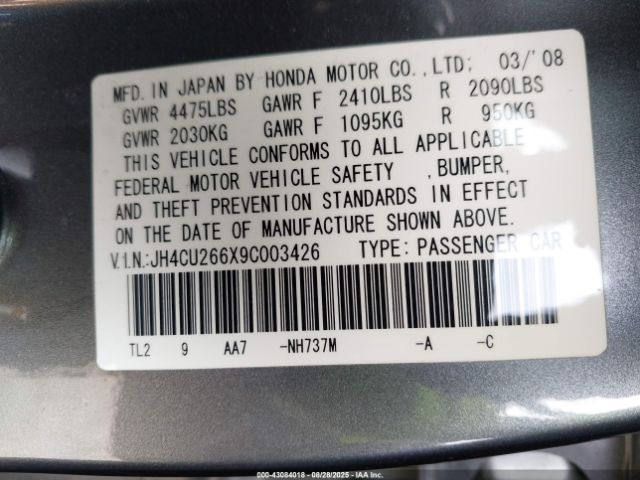 MFD. IN JAPAN BY HONDA MOTOR CO.,LTD: 03/'08
GVWR 4475LBS GAWR F 2410LBS R 2090LBS
GVWR 2030KG GAWR F 1095KG R 950KG
THIS VEHICLE CONFORMS TO ALL APPLICABLE
FEDERAL MOTOR VEHICLE SAFETY ,BUMPER,
AND THEFT PREVENTION STANDARDS IN EFFECT
ON THE DATE OF MANUFACTURE SHOWN ABOVE.
V.I.N.:JH4CU266X9C003426 TYPE: PASSENGER CAR
TL2 9 AA7 -NH737M -A -C
000-43084018 - 08/28/2025 - IAAI.COM